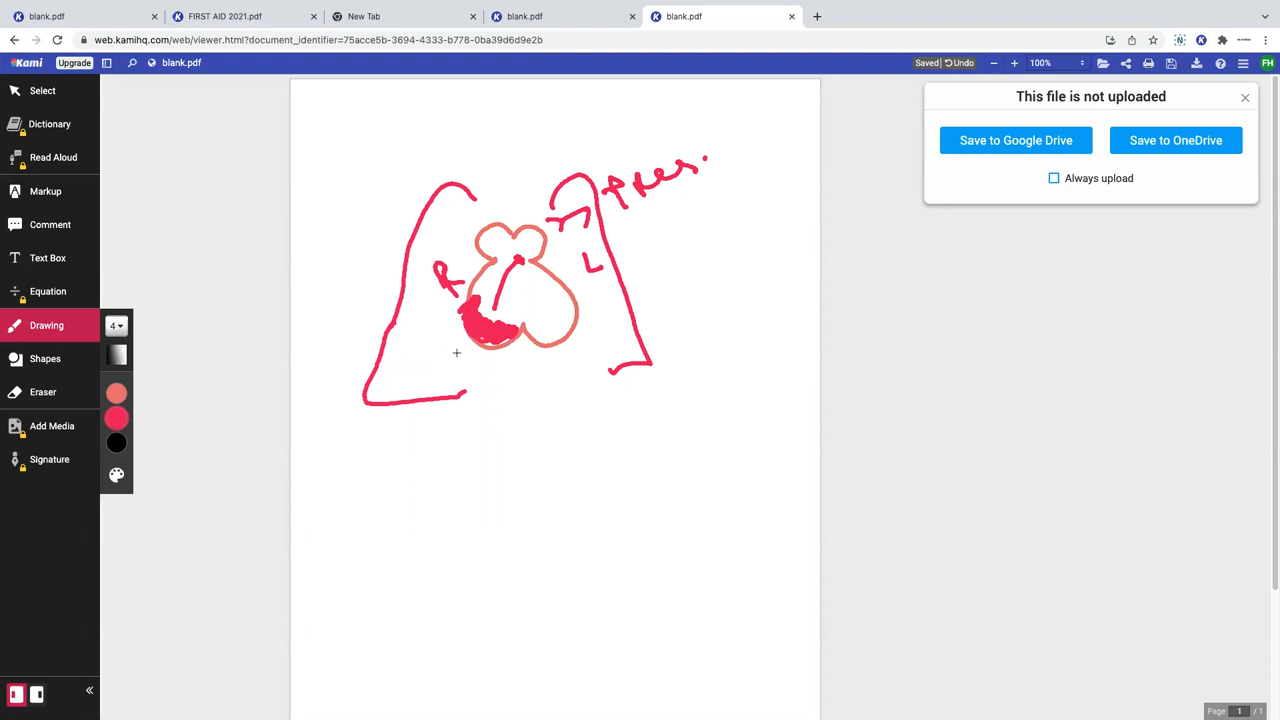 blank.pdf
FIRST AID 2021.pdf
New Tab
blank.pdf
blank.pdf
web.kamihq.com/web/viewer.html?document_identifier=75acce5b-3694-4333-b778-0ba39d6d9e2b
Kami
Upgrade
blank.pdf
Saved
Undo
100%
FH
Select
Dictionary
Read Aloud
Markup
Comment
Text Box
Equation
Drawing
Shapes
Eraser
Add Media
Signature
4
This file is not uploaded
Save to Google Drive
Save to OneDrive
Always upload
R
L
Page 1 / 1